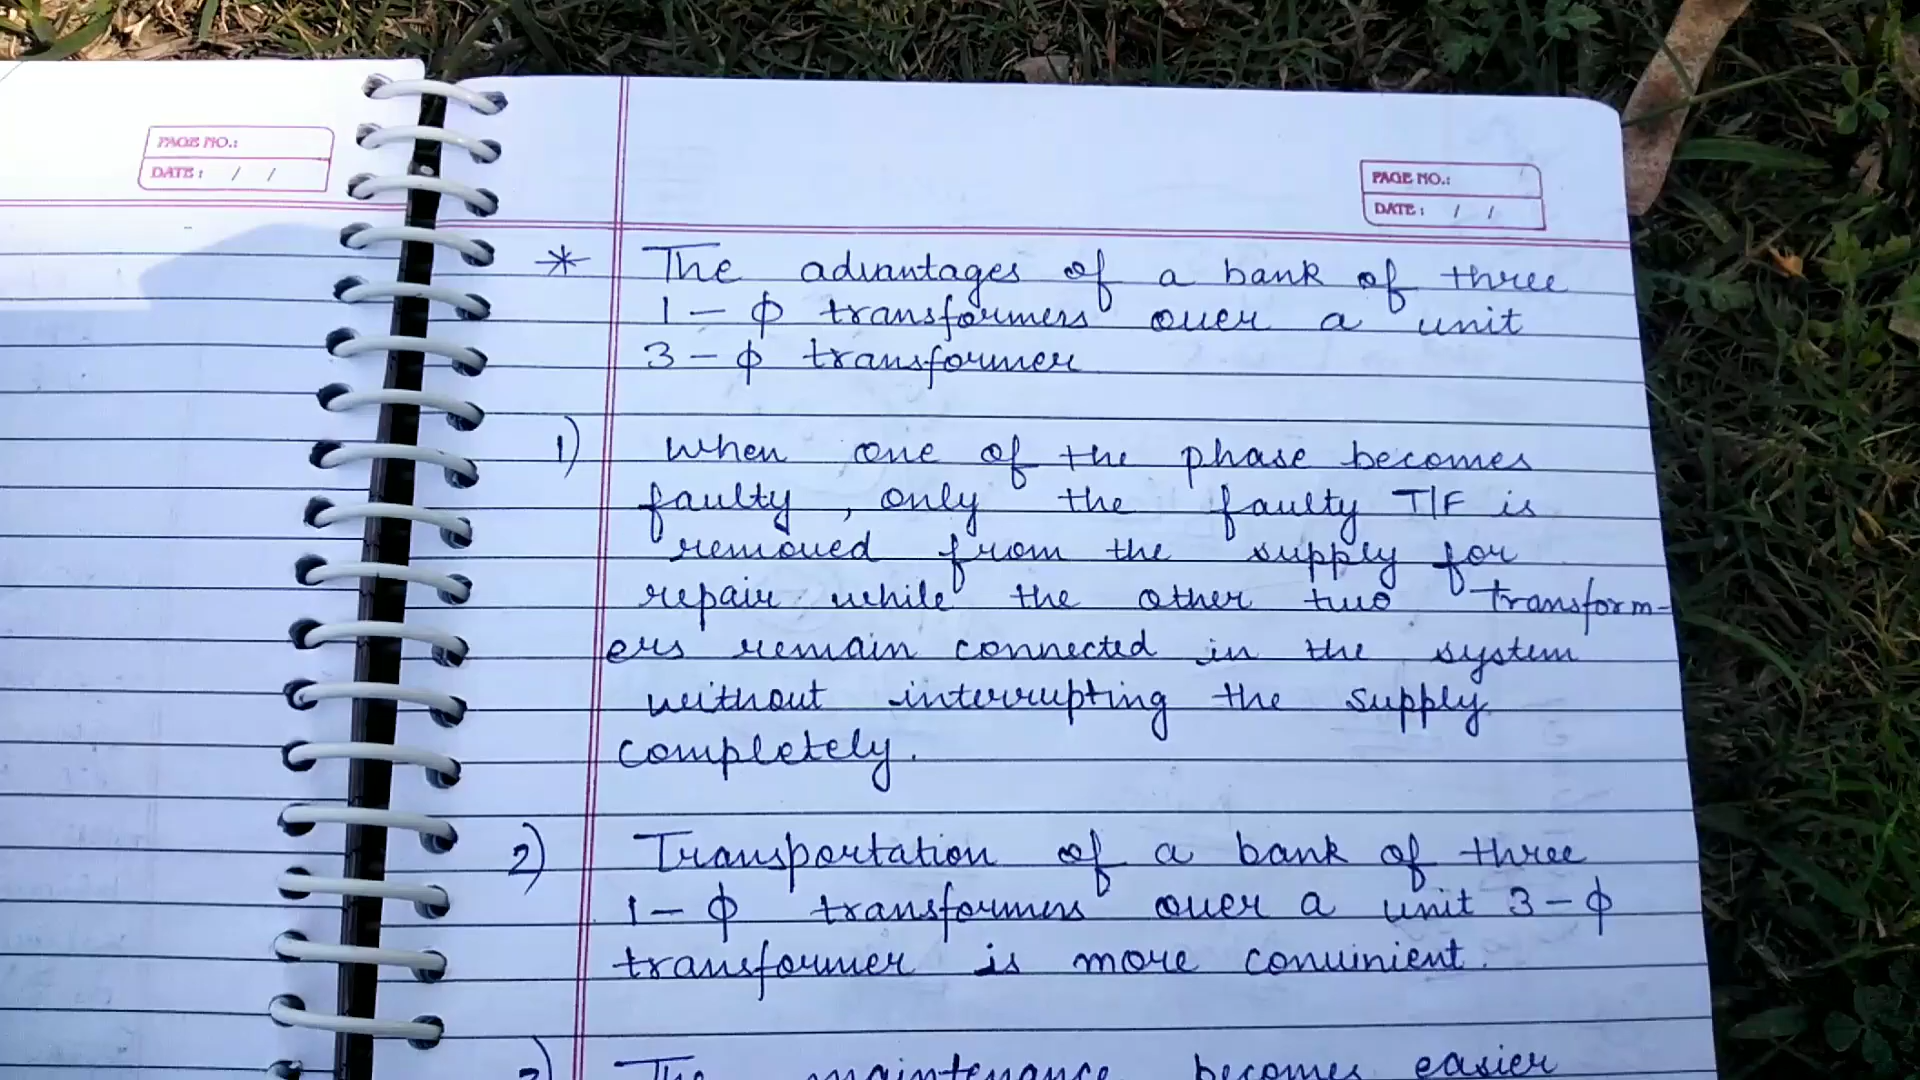 PAGE NO.:
DATE: / /
PAGE NO.:
DATE: / /
* The advantages of a bank of three
1-ϕ transformers over a unit
3-ϕ transformer
1) When one of the phase becomes
faulty, only the faulty T/F is
removed from the supply for
repair while the other two transform-
ers remain connected in the system
without interrupting the supply
completely.
2) Transportation of a bank of three
1-ϕ transformers over a unit 3-ϕ
transformer is more convinient.
3) The maintenance becomes easier